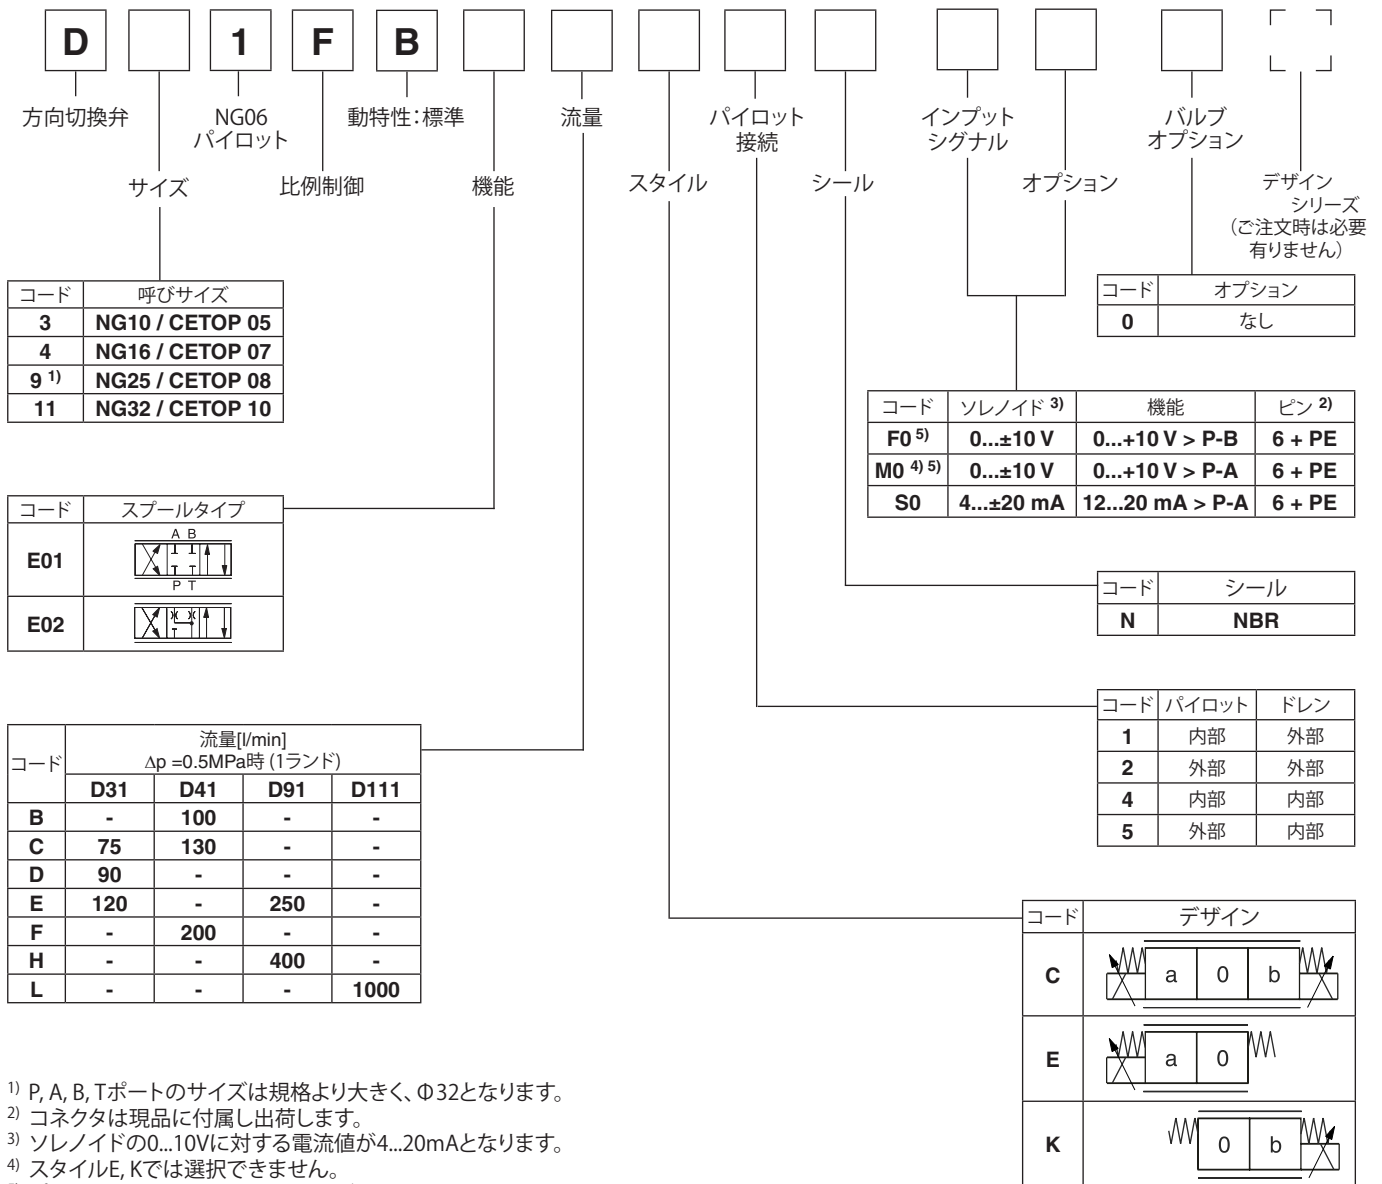 D 1 F B
方向切換弁
NG06
パイロット
動特性：標準
流量
パイロット
接続
インプット
シグナル
バルブ
オプション
サイズ
比例制御
機能
スタイル
シール
オプション
デザイン
シリーズ
（ご注文時は必要
有りません）
コード 呼びサイズ
3 NG10 / CETOP 05
4 NG16 / CETOP 07
9 1) NG25 / CETOP 08
11 NG32 / CETOP 10
コード オプション
0 なし
コード ソレノイド 3) 機能 ピン 2)
F0 5) 0...±10 V 0...+10 V > P-B 6 + PE
M0 4) 5) 0...±10 V 0...+10 V > P-A 6 + PE
S0 4...±20 mA 12...20 mA > P-A 6 + PE
コード スプールタイプ
A B
E01
P T
E02
コード シール
N NBR
コード パイロット ドレン
1 内部 外部
2 外部 外部
4 内部 内部
5 外部 内部
コード 流量[l/min]
Δp =0.5MPa時 (1ランド)
D31 D41 D91 D111
B - 100 - -
C 75 130 - -
D 90 - - -
E 120 - 250 -
F - 200 - -
H - - 400 -
L - - - 1000
コード デザイン
C a 0 b
E a 0
K 0 b
1) P, A, B, Tポートのサイズは規格より大きく、Φ32となります。
2) コネクタは現品に付属し出荷します。
3) ソレノイドの0...10Vに対する電流値が4...20mAとなります。
4) スタイルE, Kでは選択できません。